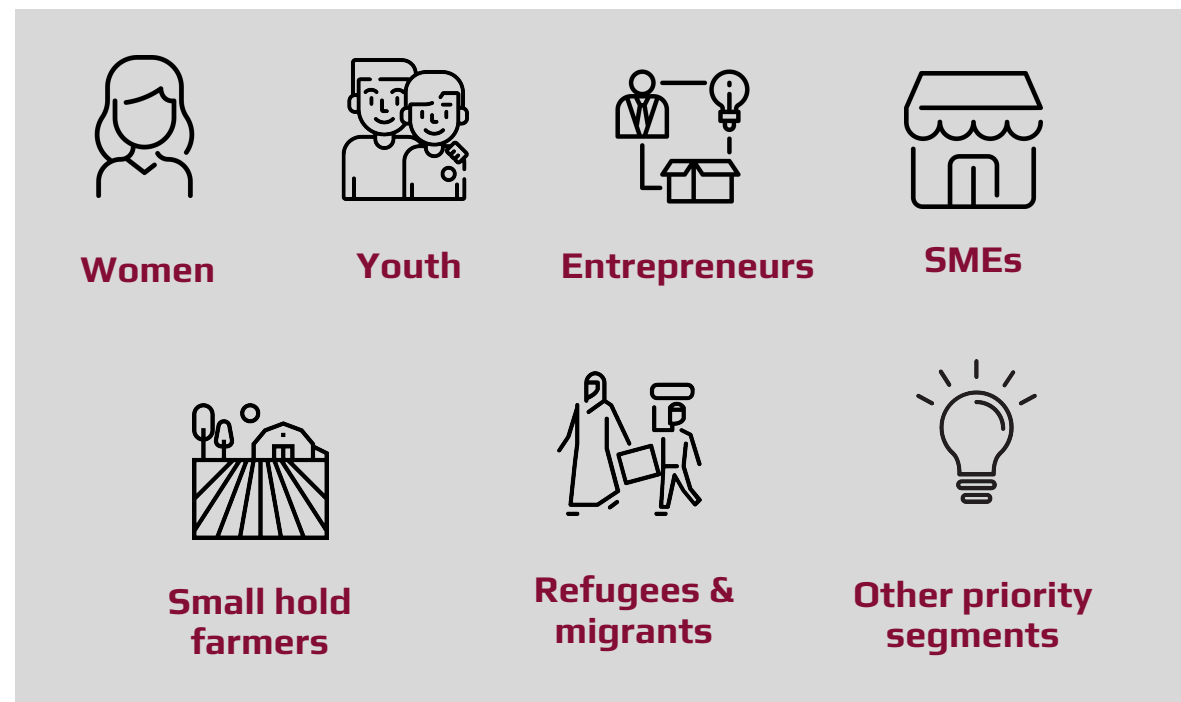 Women
Youth
Entrepreneurs
SMEs
Small hold
farmers
Refugees &
migrants
Other priority
segments